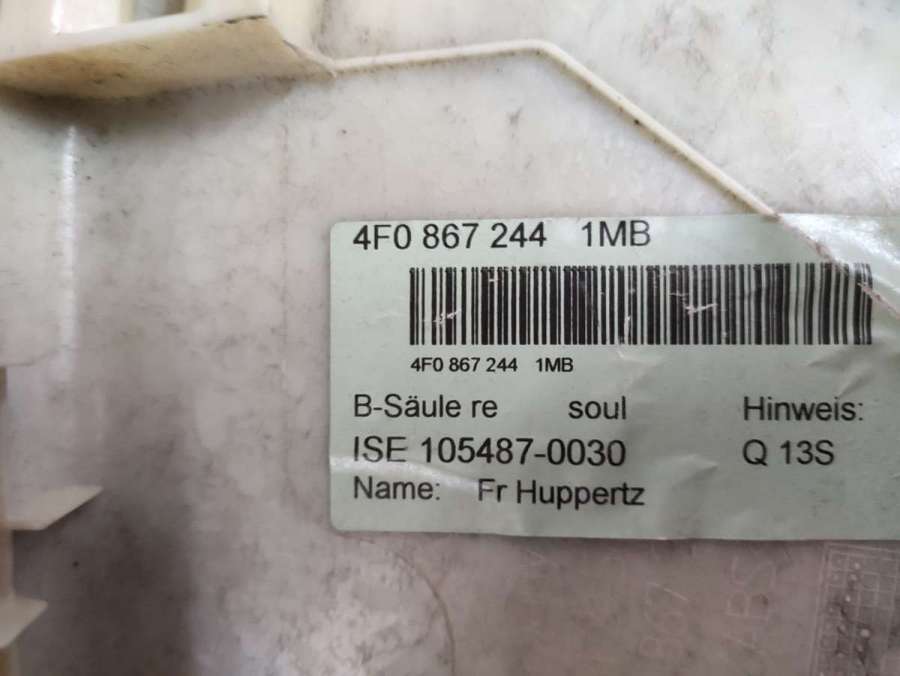 4F0 867 244 1MB
4F0 867 244 1MB
B-Säule re soul Hinweis:
ISE 105487-0030 Q 13S
Name: Fr Huppertz
ABS